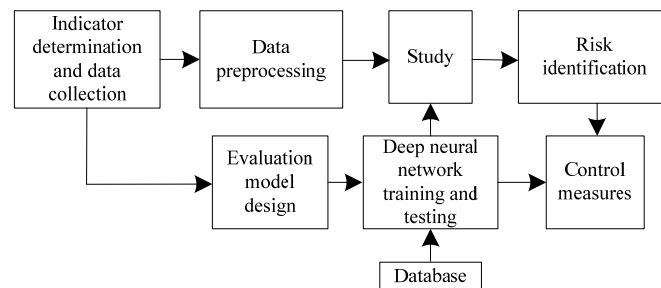 Indicator
determination
and data
collection
Data
preprocessing
Study
Risk
identification
Evaluation
model
design
Deep neural
network
training and
testing
Control
measures
Database